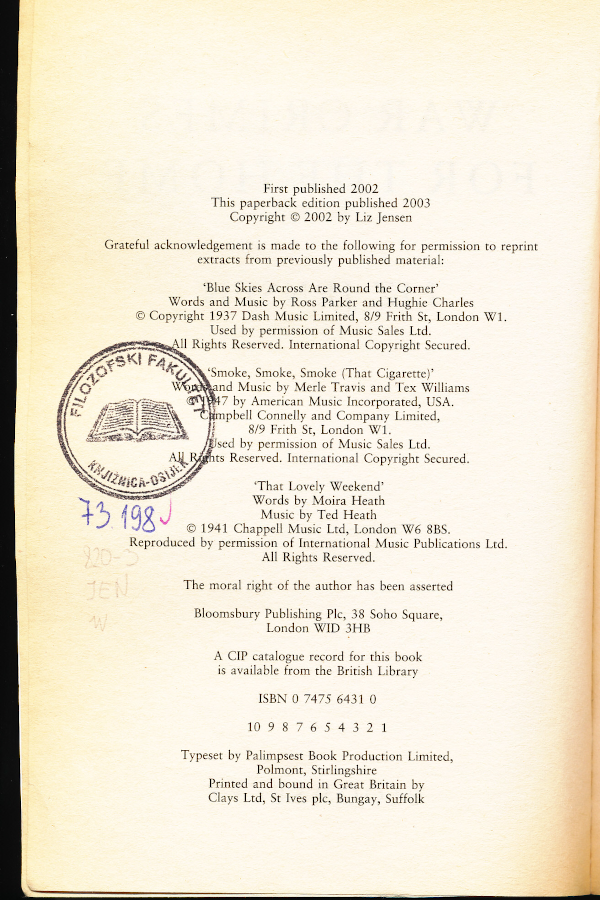 First published 2002
This paperback edition published 2003
Copyright © 2002 by Liz Jensen
Grateful acknowledgement is made to the following for permission to reprint
extracts from previously published material:
‘Blue Skies Across Are Round the Corner’
Words and Music by Ross Parker and Hughie Charles
© Copyright 1937 Dash Music Limited, 8/9 Frith St, London W1.
Used by permission of Music Sales Ltd.
All Rights Reserved. International Copyright Secured.
‘Smoke, Smoke, Smoke (That Cigarette)’
Words and Music by Merle Travis and Tex Williams
© 1947 by American Music Incorporated, USA.
Campbell Connelly and Company Limited,
8/9 Frith St, London W1.
Used by permission of Music Sales Ltd.
All Rights Reserved. International Copyright Secured.
FILOZOFSKI FAKULTET
KNJIŽNICA-OSIJEK
‘That Lovely Weekend’
Words by Moira Heath
Music by Ted Heath
© 1941 Chappell Music Ltd, London W6 8BS.
Reproduced by permission of International Music Publications Ltd.
All Rights Reserved.
73.198
820-3
JEN
W
The moral right of the author has been asserted
Bloomsbury Publishing Plc, 38 Soho Square,
London WID 3HB
A CIP catalogue record for this book
is available from the British Library
ISBN 0 7475 6431 0
10 9 8 7 6 5 4 3 2 1
Typeset by Palimpsest Book Production Limited,
Polmont, Stirlingshire
Printed and bound in Great Britain by
Clays Ltd, St Ives plc, Bungay, Suffolk